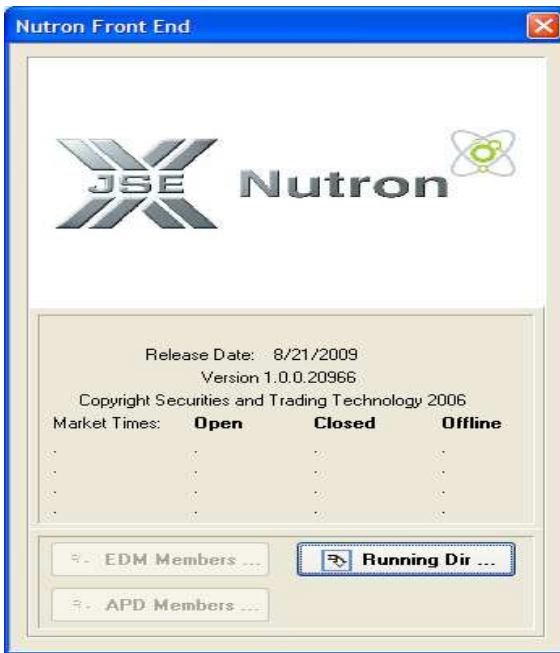 Nutron Front End
JSE Nutron
Release Date: 8/21/2009
Version 1.0.0.20966
Copyright Securities and Trading Technology 2006
Market Times: Open Closed Offline
. . . .
. . . .
. . . .
. . . .
EDM Members ... Running Dir ...
APD Members ...